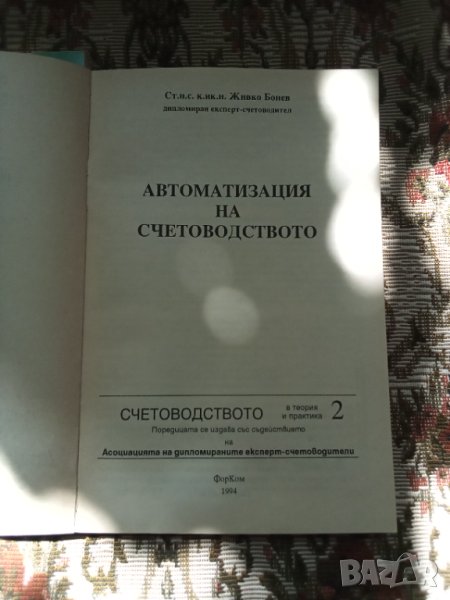 Ст.н.с. к.ик.н. Живко Бонев
дипломиран експерт-счетоводител
АВТОМАТИЗАЦИЯ
НА
СЧЕТОВОДСТВОТО
СЧЕТОВОДСТВОТО в теория и практика 2
Поредицата се издава със съдействието
на
Асоциацията на дипломираните експерт-счетоводители
ФорКом
1994
BAZAR